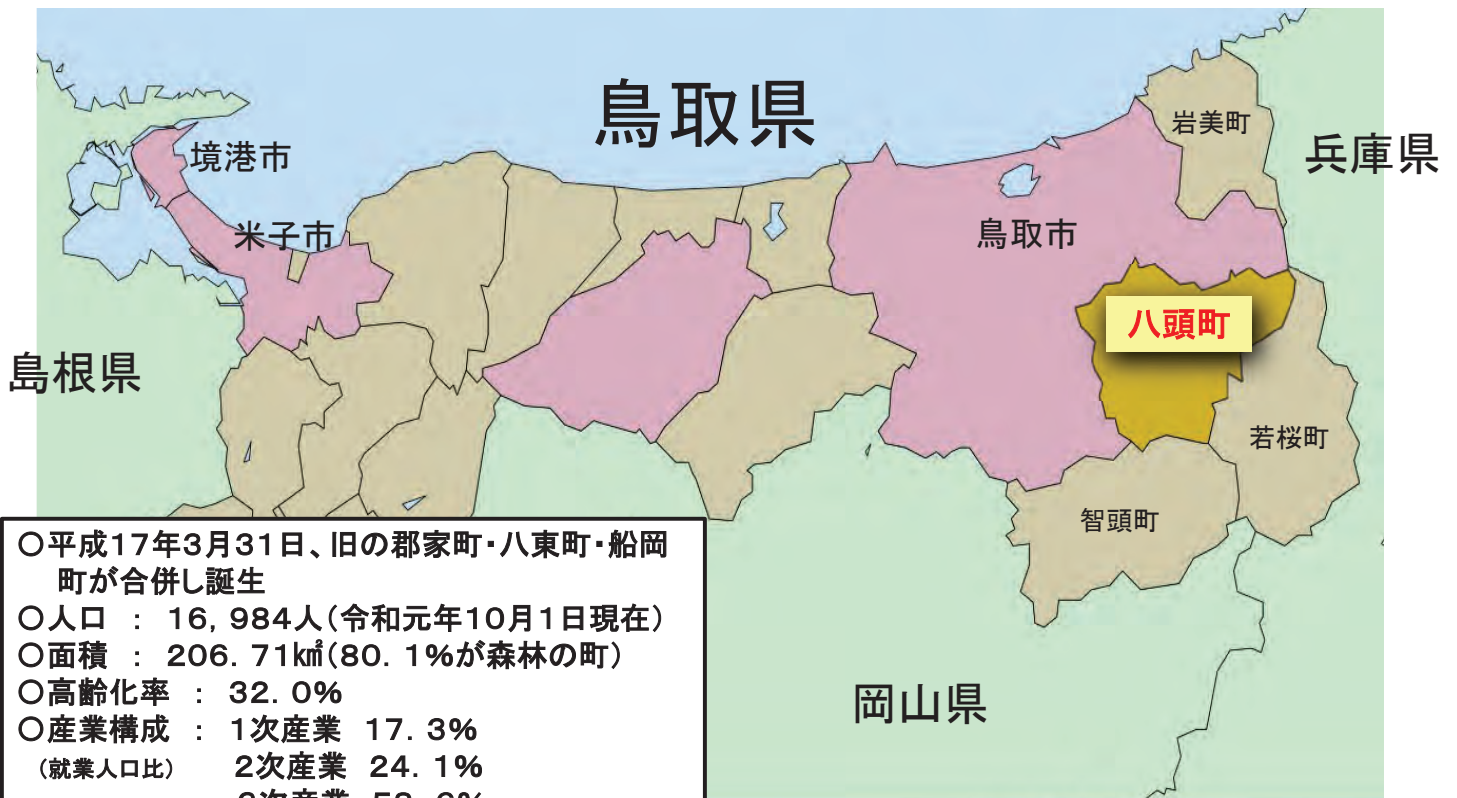 鳥取県
岩美町
兵庫県
境港市
米子市
鳥取市
八頭町
島根県
若桜町
智頭町
岡山県
○平成17年3月31日、旧の郡家町・八東町・船岡
町が合併し誕生
○人口 : 16,984人(令和元年10月1日現在)
○面積 : 206.71㎢(80.1%が森林の町)
○高齢化率 : 32.0%
○産業構成 : 1次産業 17.3%
(就業人口比) 2次産業 24.1%
次産業